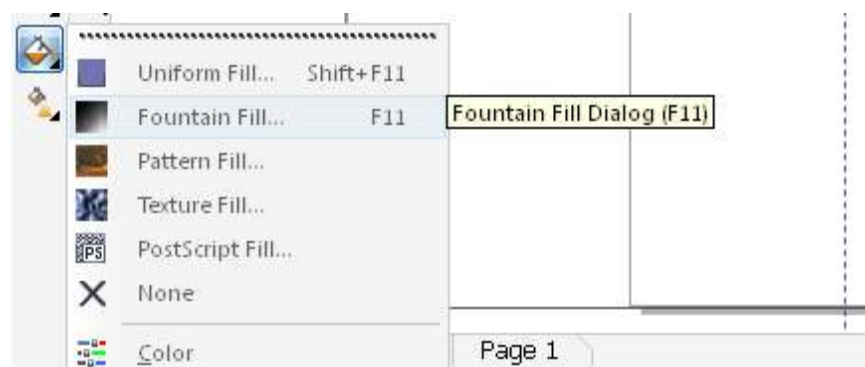 Uniform Fill... Shift+F11
Fountain Fill... F11
Fountain Fill Dialog (F11)
Pattern Fill...
Texture Fill...
PS
PostScript Fill...
None
Color
Page 1